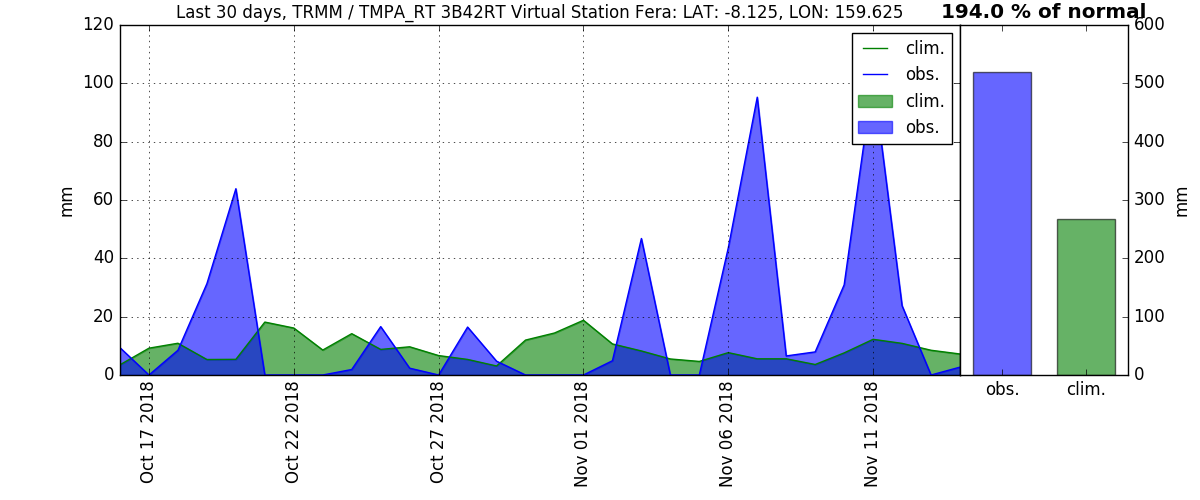 Last 30 days, TRMM / TMPA_RT 3B42RT Virtual Station Fera: LAT: -8.125, LON: 159.625
194.0 % of normal
120
100
80
60
40
20
0
mm
clim.
obs.
clim.
obs.
600
500
400
300
200
100
0
mm
obs.
clim.
Oct 17 2018
Oct 22 2018
Oct 27 2018
Nov 01 2018
Nov 06 2018
Nov 11 2018